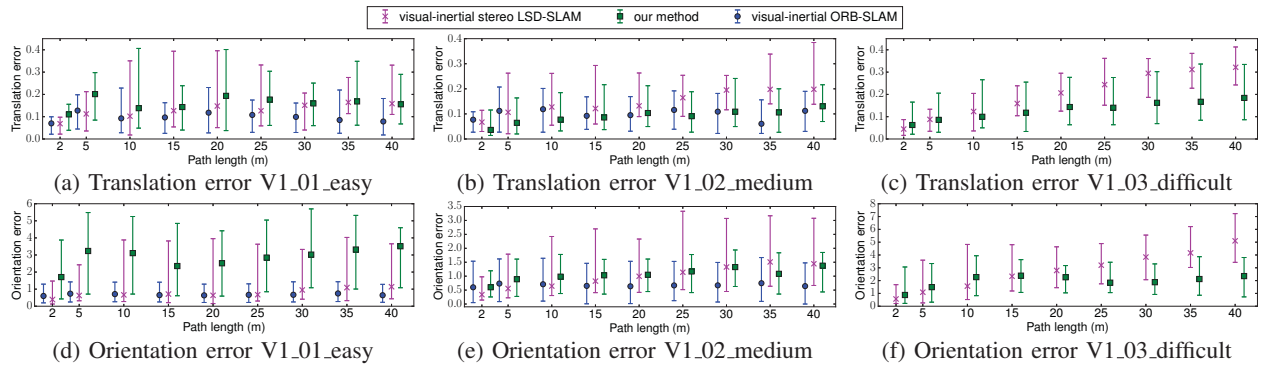 visual-inertial stereo LSD-SLAM our method visual-inertial ORB-SLAM
Translation error
0.4
0.3
0.2
0.1
0.0
2 5 10 15 20 25 30 35 40
Path length (m)
(a) Translation error V1_01_easy
Translation error
0.4
0.3
0.2
0.1
0.0
2 5 10 15 20 25 30 35 40
Path length (m)
(b) Translation error V1_02_medium
Translation error
0.4
0.3
0.2
0.1
0.0
2 5 10 15 20 25 30 35 40
Path length (m)
(c) Translation error V1_03_difficult
Orientation error
6
5
4
3
2
1
0
2 5 10 15 20 25 30 35 40
Path length (m)
(d) Orientation error V1_01_easy
Orientation error
3.5
3.0
2.5
2.0
1.5
1.0
0.5
0.0
2 5 10 15 20 25 30 35 40
Path length (m)
(e) Orientation error V1_02_medium
Orientation error
8
7
6
5
4
3
2
1
0
2 5 10 15 20 25 30 35 40
Path length (m)
(f) Orientation error V1_03_difficult